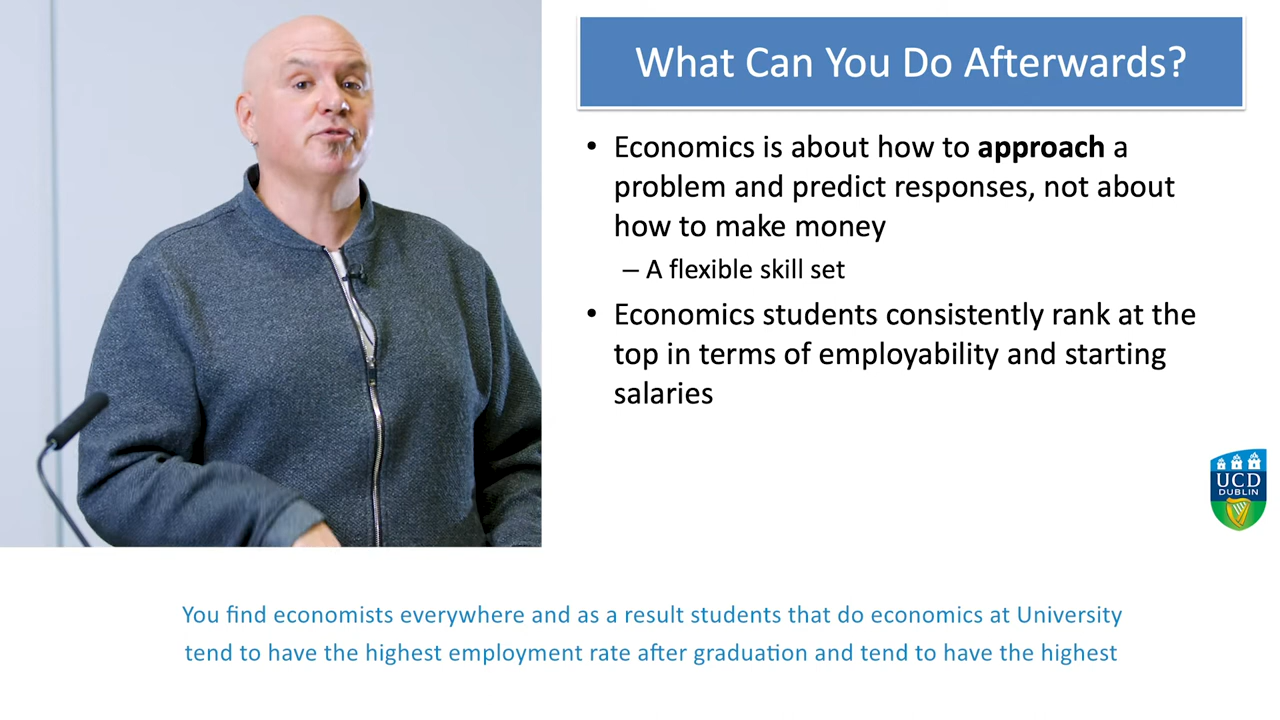 What Can You Do Afterwards?
• Economics is about how to approach a
problem and predict responses, not about
how to make money
– A flexible skill set
• Economics students consistently rank at the
top in terms of employability and starting
salaries
UCD
DUBLIN
You find economists everywhere and as a result students that do economics at University
tend to have the highest employment rate after graduation and tend to have the highest